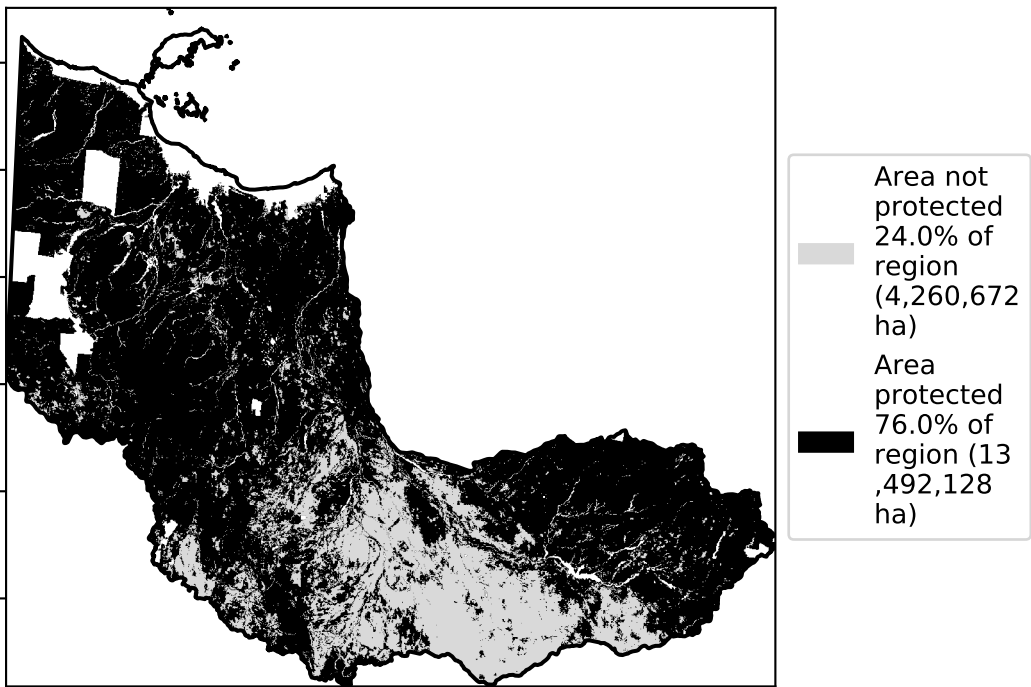 Area not
protected
24.0% of
region
(4,260,672
ha)
Area
protected
76.0% of
region (13
,492,128
ha)